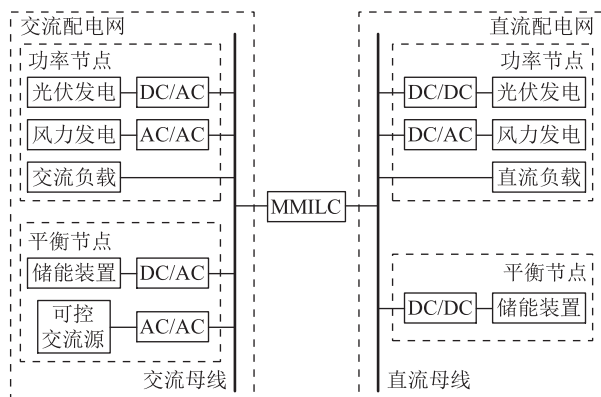 交流配电网
功率节点
光伏发电 DC/AC
风力发电 AC/AC
交流负载
平衡节点
储能装置 DC/AC
可控
交流源 AC/AC
交流母线
MMILC
直流配电网
功率节点
DC/DC 光伏发电
DC/AC 风力发电
直流负载
平衡节点
DC/DC 储能装置
直流母线